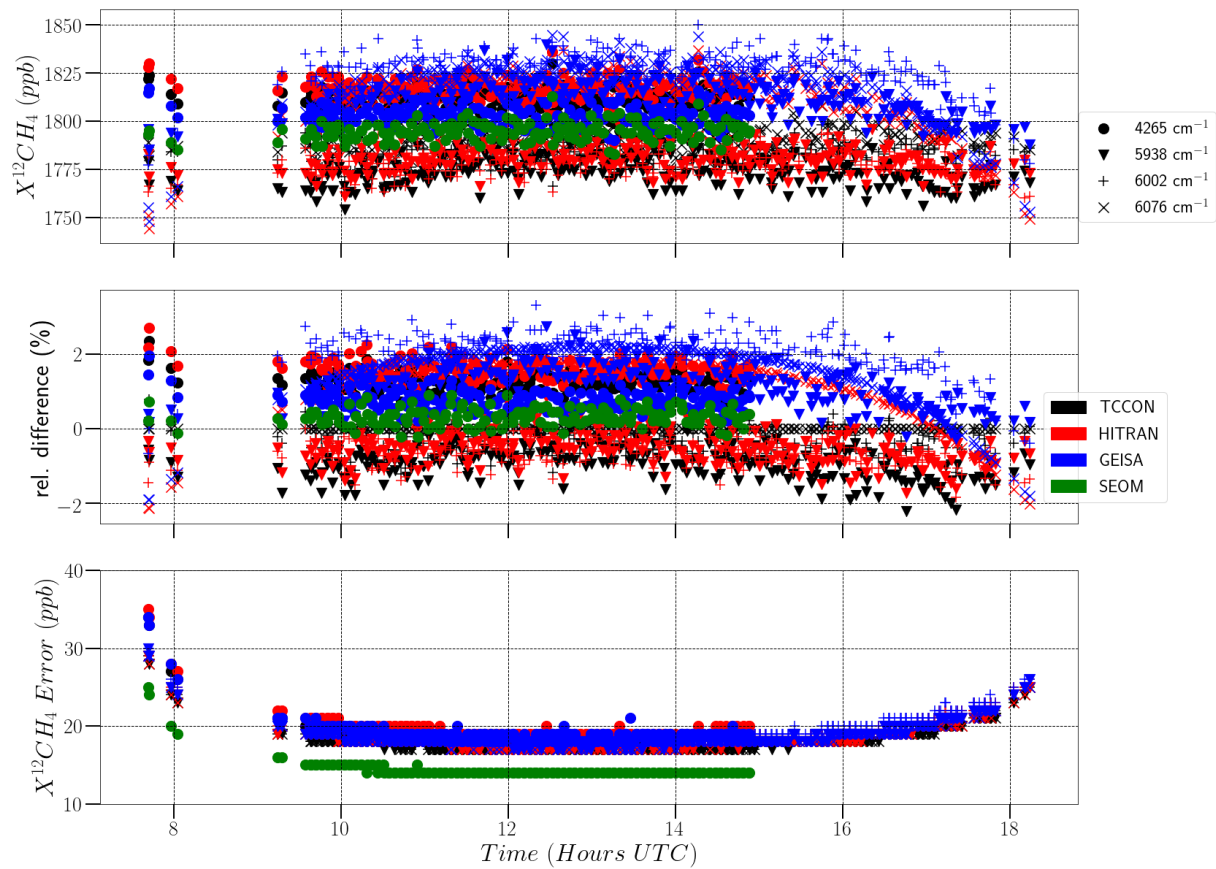 1850
1825
1800
1775
1750
X¹²CH₄ (ppb)
4265 cm⁻¹
5938 cm⁻¹
6002 cm⁻¹
6076 cm⁻¹
2
0
−2
rel. difference (%)
TCCON
HITRAN
GEISA
SEOM
40
30
20
10
X¹²CH₄ Error (ppb)
8
10
12
14
16
18
Time (Hours UTC)